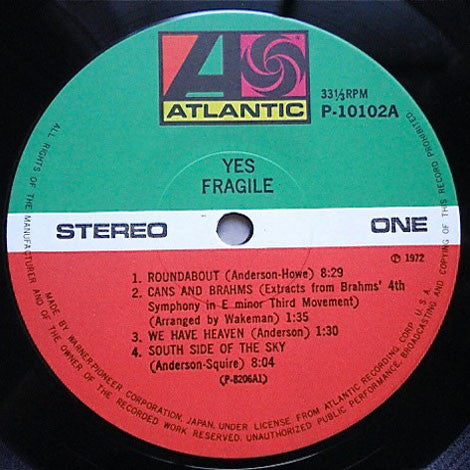 ATLANTIC
33⅓RPM
P-10102A
YES
FRAGILE
STEREO
ONE
℗ 1972
1. ROUNDABOUT (Anderson-Howe) 8:29
2. CANS AND BRAHMS (Extracts from Brahms' 4th
Symphony in E minor Third Movement)
(Arranged by Wakeman) 1:35
3. WE HAVE HEAVEN (Anderson) 1:30
4. SOUTH SIDE OF THE SKY
(Anderson-Squire) 8:04
(P-8206A1)
ALL RIGHTS OF THE MANUFACTURER AND OF THE OWNER OF THE RECORDED WORK RESERVED. UNAUTHORIZED PUBLIC PERFORMANCE, BROADCASTING AND COPYING OF THIS RECORD PROHIBITED
MADE BY WARNER-PIONEER CORPORATION, JAPAN, UNDER LICENSE FROM ATLANTIC RECORDING CORP. U.S.A.